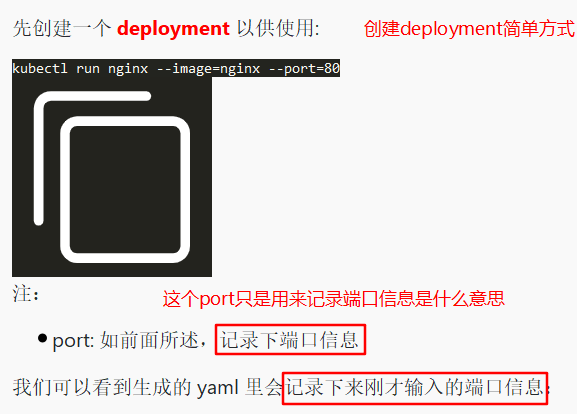 先创建一个 deployment 以供使用: 创建deployment简单方式
kubectl run nginx --image=nginx --port=80
注：
这个port只是用来记录端口信息是什么意思
port: 如前面所述，记录下端口信息
我们可以看到生成的 yaml 里会记录下来刚才输入的端口信息：